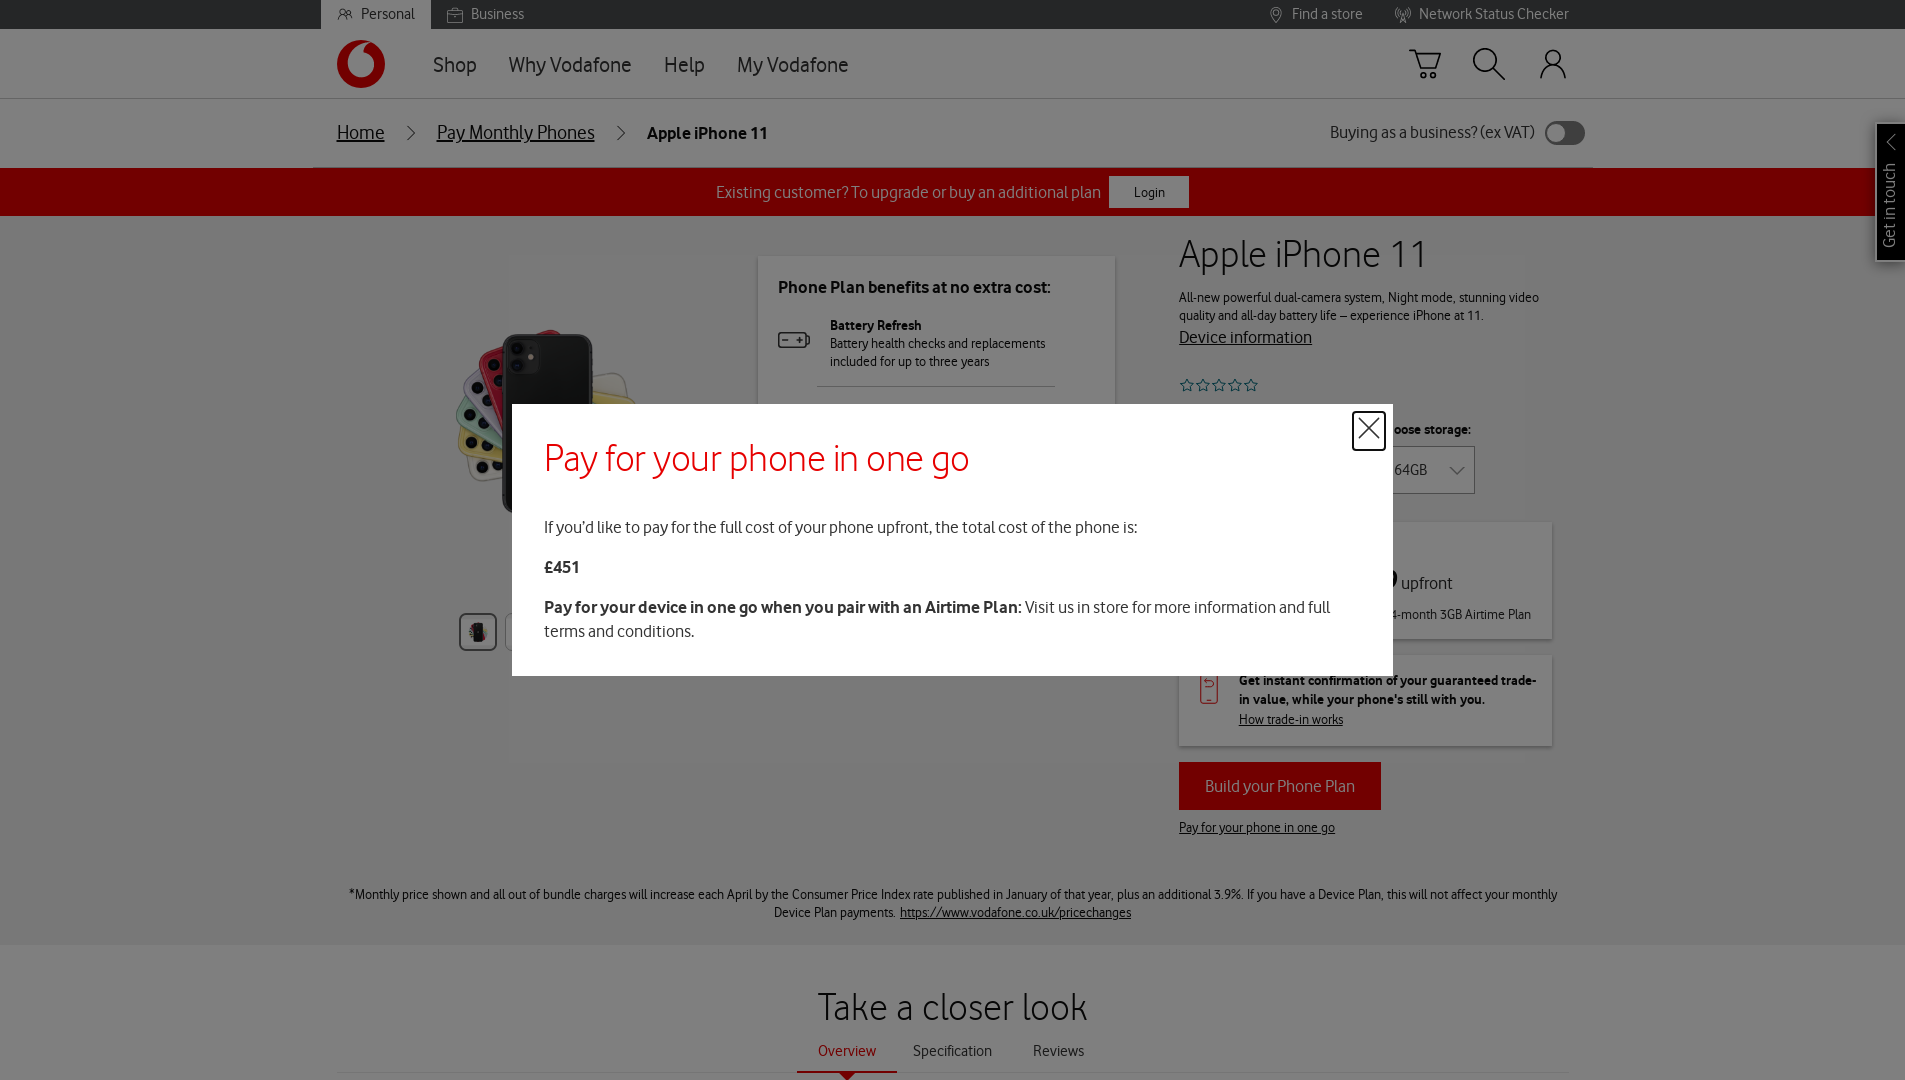 Personal
Business
Find a store
Network Status Checker
Shop
Why Vodafone
Help
My Vodafone
Home
Pay Monthly Phones
Apple iPhone 11
Buying as a business? (ex VAT)
Get in touch
Existing customer? To upgrade or buy an additional plan
Login
Phone Plan benefits at no extra cost:
Battery Refresh
Battery health checks and replacements
included for up to three years
Apple iPhone 11
All-new powerful dual-camera system, Night mode, stunning video
quality and all-day battery life – experience iPhone at 11.
Device information
storage:
64GB
Pay for your phone in one go
If you’d like to pay for the full cost of your phone upfront, the total cost of the phone is:
£451
Pay for your device in one go when you pair with an Airtime Plan: Visit us in store for more information and full
terms and conditions.
upfront
4-month 3GB Airtime Plan
Get instant confirmation of your guaranteed trade-
in value, while your phone's still with you.
How trade-in works
Build your Phone Plan
Pay for your phone in one go
*Monthly price shown and all out of bundle charges will increase each April by the Consumer Price Index rate published in January of that year, plus an additional 3.9%. If you have a Device Plan, this will not affect your monthly
Device Plan payments. https://www.vodafone.co.uk/pricechanges
Take a closer look
Overview
Specification
Reviews